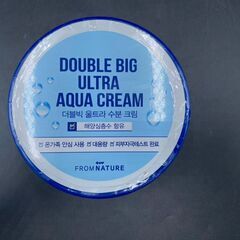 DOUBLE BIG
ULTRA
AQUA CREAM
더블빅 울트라 수분 크림
해양심층수 함유
온가족 안심 사용 대용량 피부자극테스트 완료
FROMNATURE